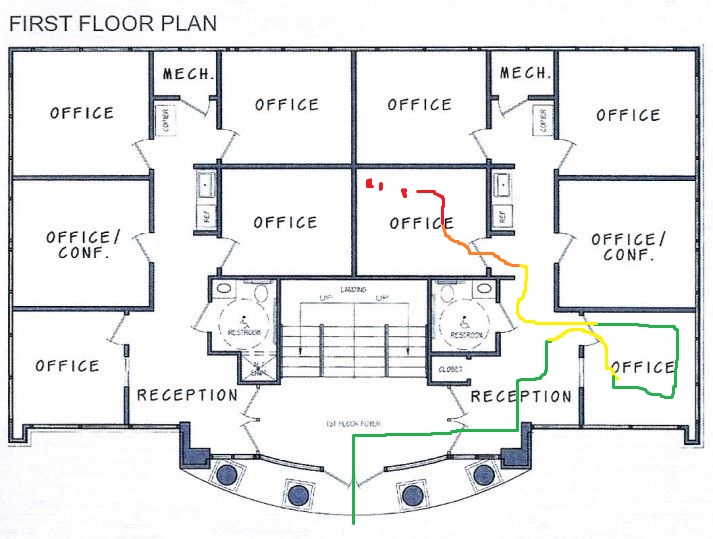 FIRST FLOOR PLAN
MECH.
MECH.
OFFICE
OFFICE
OFFICE
OFFICE
COPIER
COPIER
REF
REF
OFFICE/
CONF.
OFFICE
OFFICE
OFFICE/
CONF.
LANDING
UP
UP
RESTROOM
RESTROOM
OFFICE
CLOSET
OFFICE
RECEPTION
RECEPTION
1ST FLOOR FOYER